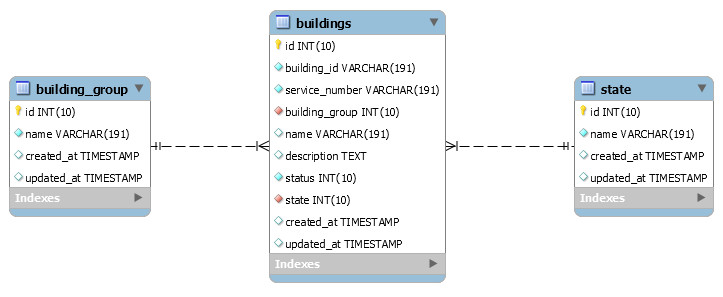 building_group
id INT(10)
name VARCHAR(191)
created_at TIMESTAMP
updated_at TIMESTAMP
Indexes
buildings
id INT(10)
building_id VARCHAR(191)
service_number VARCHAR(191)
building_group INT(10)
name VARCHAR(191)
description TEXT
status INT(10)
state INT(10)
created_at TIMESTAMP
updated_at TIMESTAMP
Indexes
state
id INT(10)
name VARCHAR(191)
created_at TIMESTAMP
updated_at TIMESTAMP
Indexes